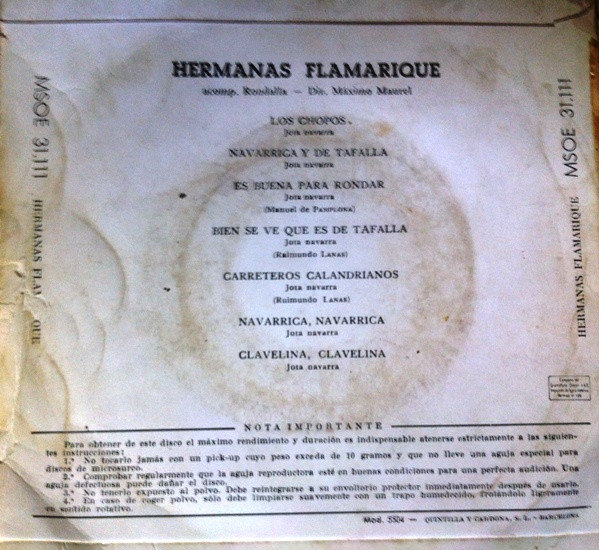 HERMANAS FLAMARIQUE
acomp. Rondalla — Dir. Máximo Maurel
LOS CHOPOS.
Jota navarra
NAVARRICA Y DE TAFALLA
Jota navarra
ES BUENA PARA RONDAR
Jota navarra
(Manuel de PAMPLONA)
BIEN SE VE QUE ES DE TAFALLA
Jota navarra
(Raimundo LANAS)
CARRETEROS CALANDRIANOS
Jota navarra
(Raimundo LANAS)
NAVARRICA, NAVARRICA
Jota navarra
CLAVELINA, CLAVELINA
Jota navarra
MSOE 31.111
HERMANAS FLA QUE
MSOE 31.111
HERMANAS FLAMARIQUE
NOTA IMPORTANTE
Para obtener de este disco el máximo rendimiento y duración es indispensable atenerse estrictamente a las siguien-
tes instrucciones:
1.ª No tocarlo jamás con un pick-up cuyo peso exceda de 10 gramos y que no lleve una aguja especial para
discos de microsurco.
2.ª Comprobar regularmente que la aguja reproductora esté en buenas condiciones para una perfecta audición. Una
aguja defectuosa puede dañar el disco.
3.ª No tenerlo expuesto al polvo. Debe reintegrarse a su envoltorio protector inmediatamente después de usarlo.
4.ª En caso de coger polvo, sólo debe limpiarse suavemente con un trapo humedecido, frotándolo ligeramente
en sentido rotativo.
Mod. 5504 — QUINTILLA Y CARDONA, S. L. - BARCELONA